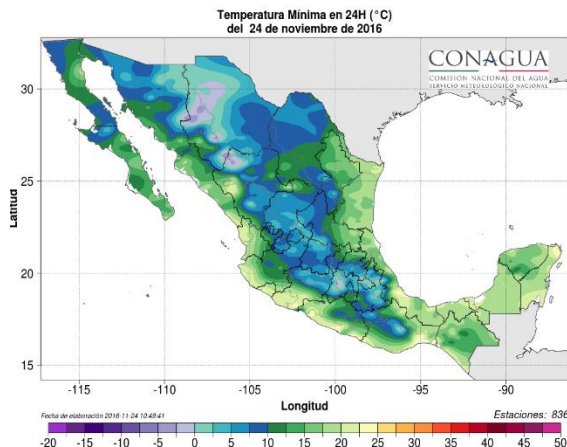 Temperatura Mínima en 24H (°C)
del 24 de noviembre de 2016
CONAGUA
COMISIÓN NACIONAL DEL AGUA
SERVICIO METEOROLÓGICO NACIONAL
30
25
20
15
Latitud
-115 -110 -105 -100 -95 -90
Longitud
Fecha de elaboración 2016-11-24 10:49:41
Estaciones: 836
-20 -15 -10 -5 0 5 10 15 20 25 30 35 40 45 50